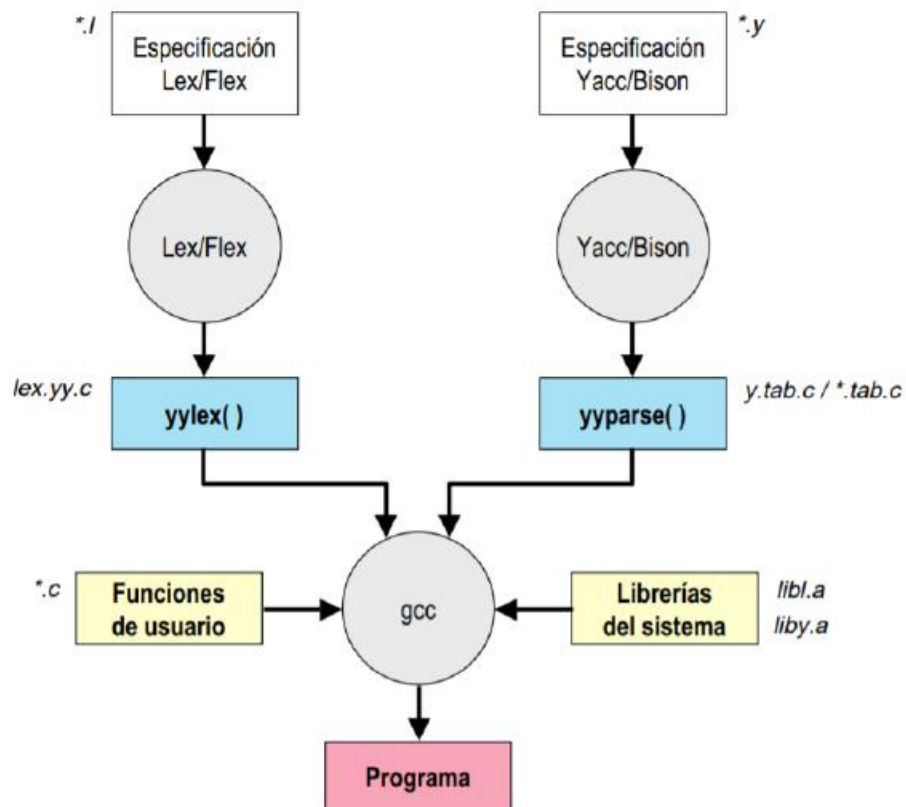 *.l
Especificación
Lex/Flex
Especificación
Yacc/Bison
*.y
Lex/Flex
Yacc/Bison
lex.yy.c
yylex( )
yyparse( )
y.tab.c / *.tab.c
*.c
Funciones
de usuario
gcc
Librerías
del sistema
libl.a
liby.a
Programa